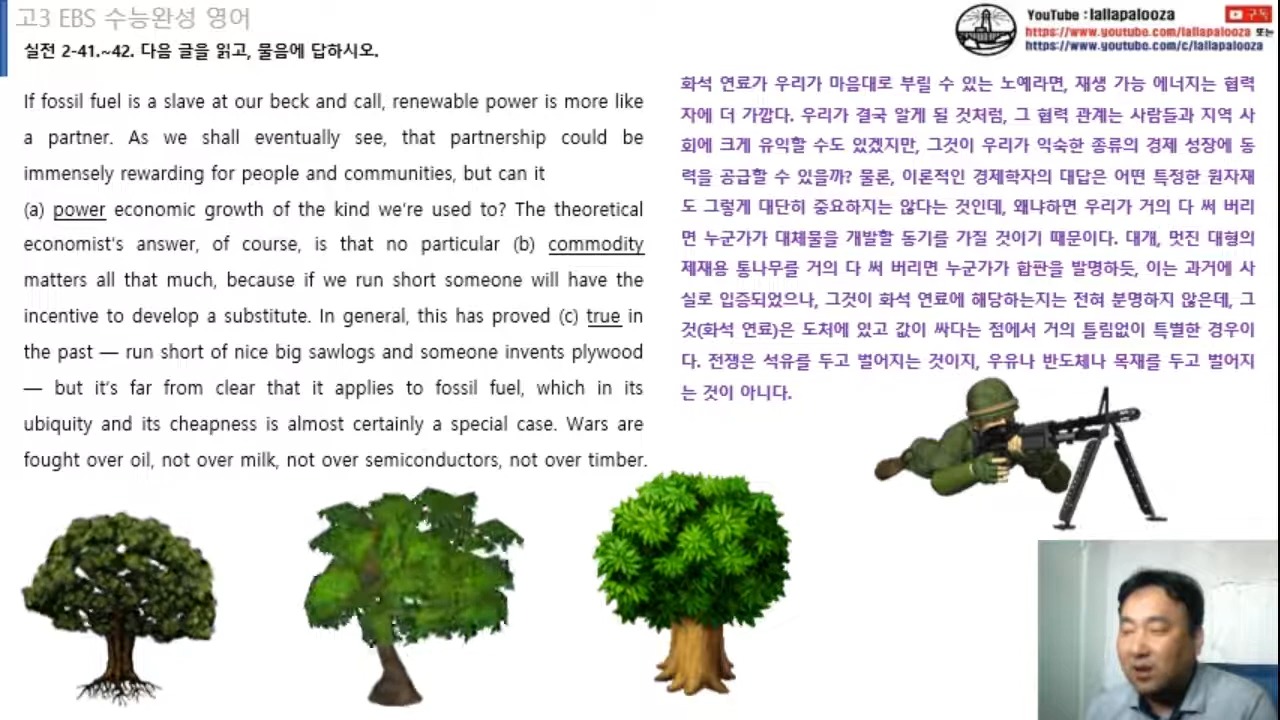 고3 EBS 수능완성 영어
실전 2-41.~42. 다음 글을 읽고, 물음에 답하시오.
YouTube : lallapalooza
구독
https://www.youtube.com/lallapalooza 또는
https://www.youtube.com/c/lallapalooza
If fossil fuel is a slave at our beck and call, renewable power is more like
a partner. As we shall eventually see, that partnership could be
immensely rewarding for people and communities, but can it
(a) power economic growth of the kind we're used to? The theoretical
economist's answer, of course, is that no particular (b) commodity
matters all that much, because if we run short someone will have the
incentive to develop a substitute. In general, this has proved (c) true in
the past — run short of nice big sawlogs and someone invents plywood
— but it's far from clear that it applies to fossil fuel, which in its
ubiquity and its cheapness is almost certainly a special case. Wars are
fought over oil, not over milk, not over semiconductors, not over timber.
화석 연료가 우리가 마음대로 부릴 수 있는 노예라면, 재생 가능 에너지는 협력
자에 더 가깝다. 우리가 결국 알게 될 것처럼, 그 협력 관계는 사람들과 지역 사
회에 크게 유익할 수도 있겠지만, 그것이 우리가 익숙한 종류의 경제 성장에 동
력을 공급할 수 있을까? 물론, 이론적인 경제학자의 대답은 어떤 특정한 원자재
도 그렇게 대단히 중요하지는 않다는 것인데, 왜냐하면 우리가 거의 다 써 버리
면 누군가가 대체물을 개발할 동기를 가질 것이기 때문이다. 대개, 멋진 대형의
제재용 통나무를 거의 다 써 버리면 누군가가 합판을 발명하듯, 이는 과거에 사
실로 입증되었으나, 그것이 화석 연료에 해당하는지는 전혀 분명하지 않은데, 그
것(화석 연료)은 도처에 있고 값이 싸다는 점에서 거의 틀림없이 특별한 경우이
다. 전쟁은 석유를 두고 벌어지는 것이지, 우유나 반도체나 목재를 두고 벌어지
는 것이 아니다.